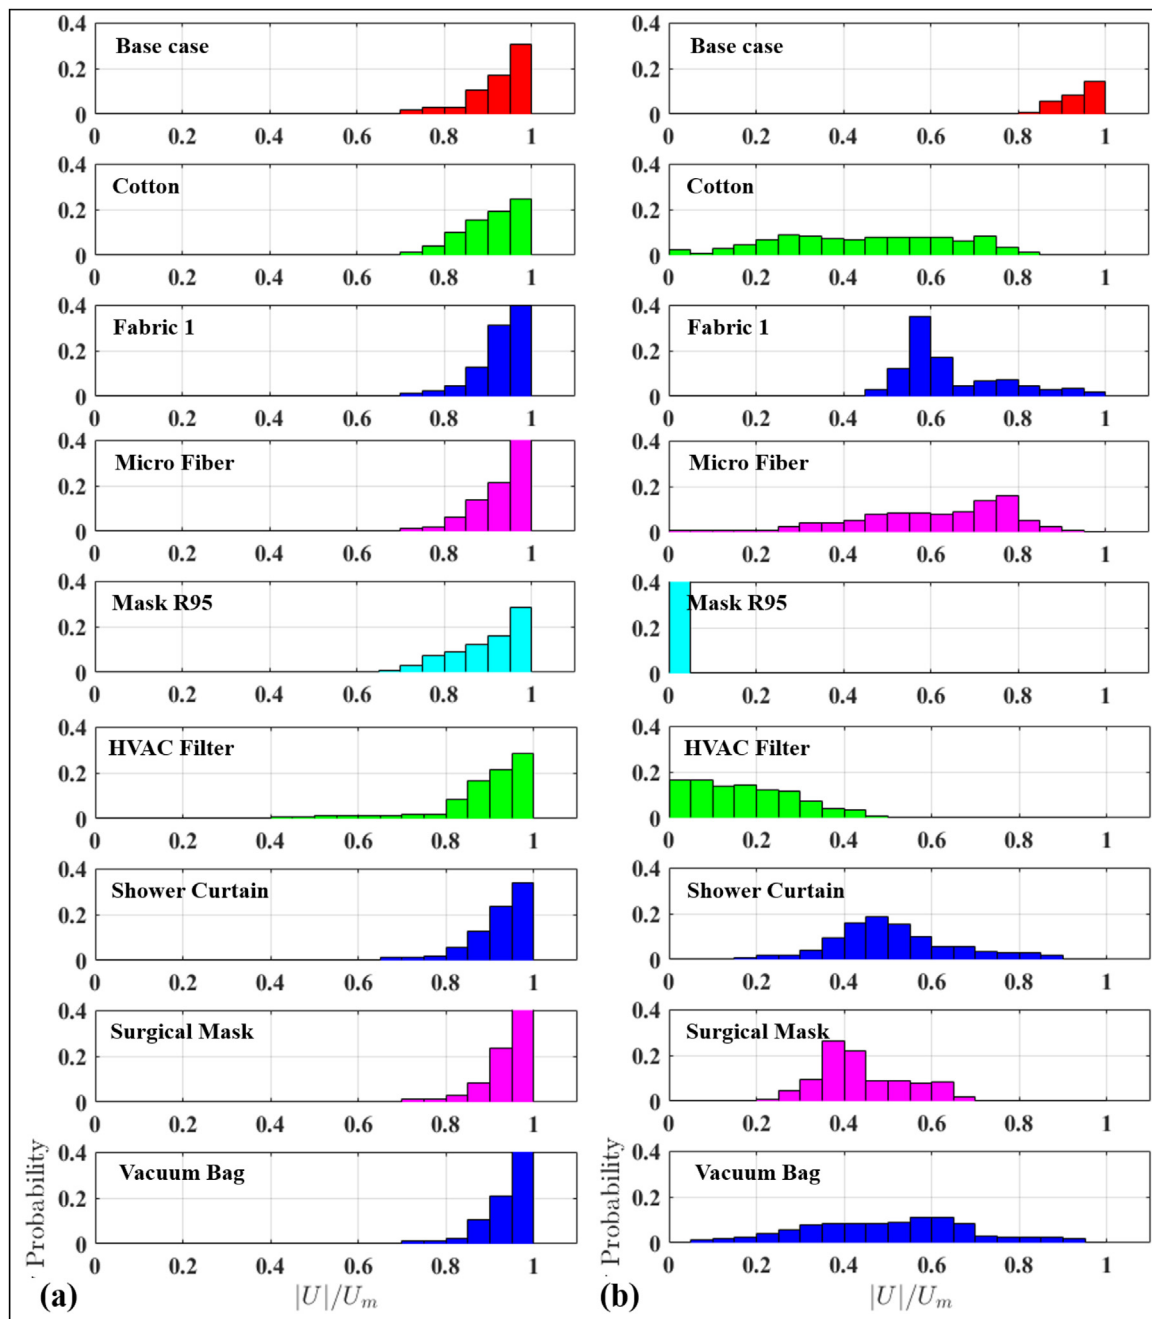 0.4 Base case 0.4 Base case
0.2 0.2
0 0
0 0.2 0.4 0.6 0.8 1 0 0.2 0.4 0.6 0.8 1
0.4 0.4
Cotton Cotton
0.2 0.2
0 0
0 0.2 0.4 0.6 0.8 1 0 0.2 0.4 0.6 0.8 1
0.4 0.4
Fabric 1 Fabric 1
0.2 0.2
0 0
0 0.2 0.4 0.6 0.8 1 0 0.2 0.4 0.6 0.8 1
0.4 0.4
Micro Fiber Micro Fiber
0.2 0.2
0 0
0 0.2 0.4 0.6 0.8 1 0 0.2 0.4 0.6 0.8 1
0.4 0.4
Mask R95 Mask R95
0.2 0.2
0 0
0 0.2 0.4 0.6 0.8 1 0 0.2 0.4 0.6 0.8 1
0.4 0.4
HVAC Filter HVAC Filter
0.2 0.2
0 0
0 0.2 0.4 0.6 0.8 1 0 0.2 0.4 0.6 0.8 1
0.4 0.4
Shower Curtain Shower Curtain
0.2 0.2
0 0
0 0.2 0.4 0.6 0.8 1 0 0.2 0.4 0.6 0.8 1
0.4 0.4
Surgical Mask Surgical Mask
0.2 0.2
0 0
0 0.2 0.4 0.6 0.8 1 0 0.2 0.4 0.6 0.8 1
0.4 0.4
Vacuum Bag Vacuum Bag
0.2 0.2
0 0
0 0.2 0.4 0.6 0.8 1 0 0.2 0.4 0.6 0.8 1
Probability Probability
(a) |U|/U_m (b) |U|/U_m